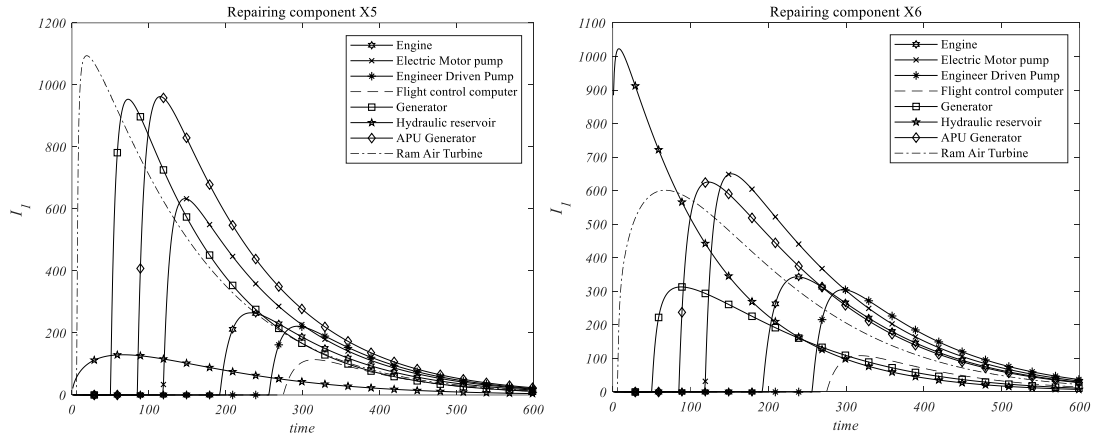 Repairing component X5
1200
1000
800
600
400
200
0
I1
0 100 200 300 400 500 600
time
Engine
Electric Motor pump
Engineer Driven Pump
Flight control computer
Generator
Hydraulic reservoir
APU Generator
Ram Air Turbine
Repairing component X6
1100
1000
900
800
700
600
500
400
300
200
100
0
I1
0 100 200 300 400 500 600
time
Engine
Electric Motor pump
Engineer Driven Pump
Flight control computer
Generator
Hydraulic reservoir
APU Generator
Ram Air Turbine